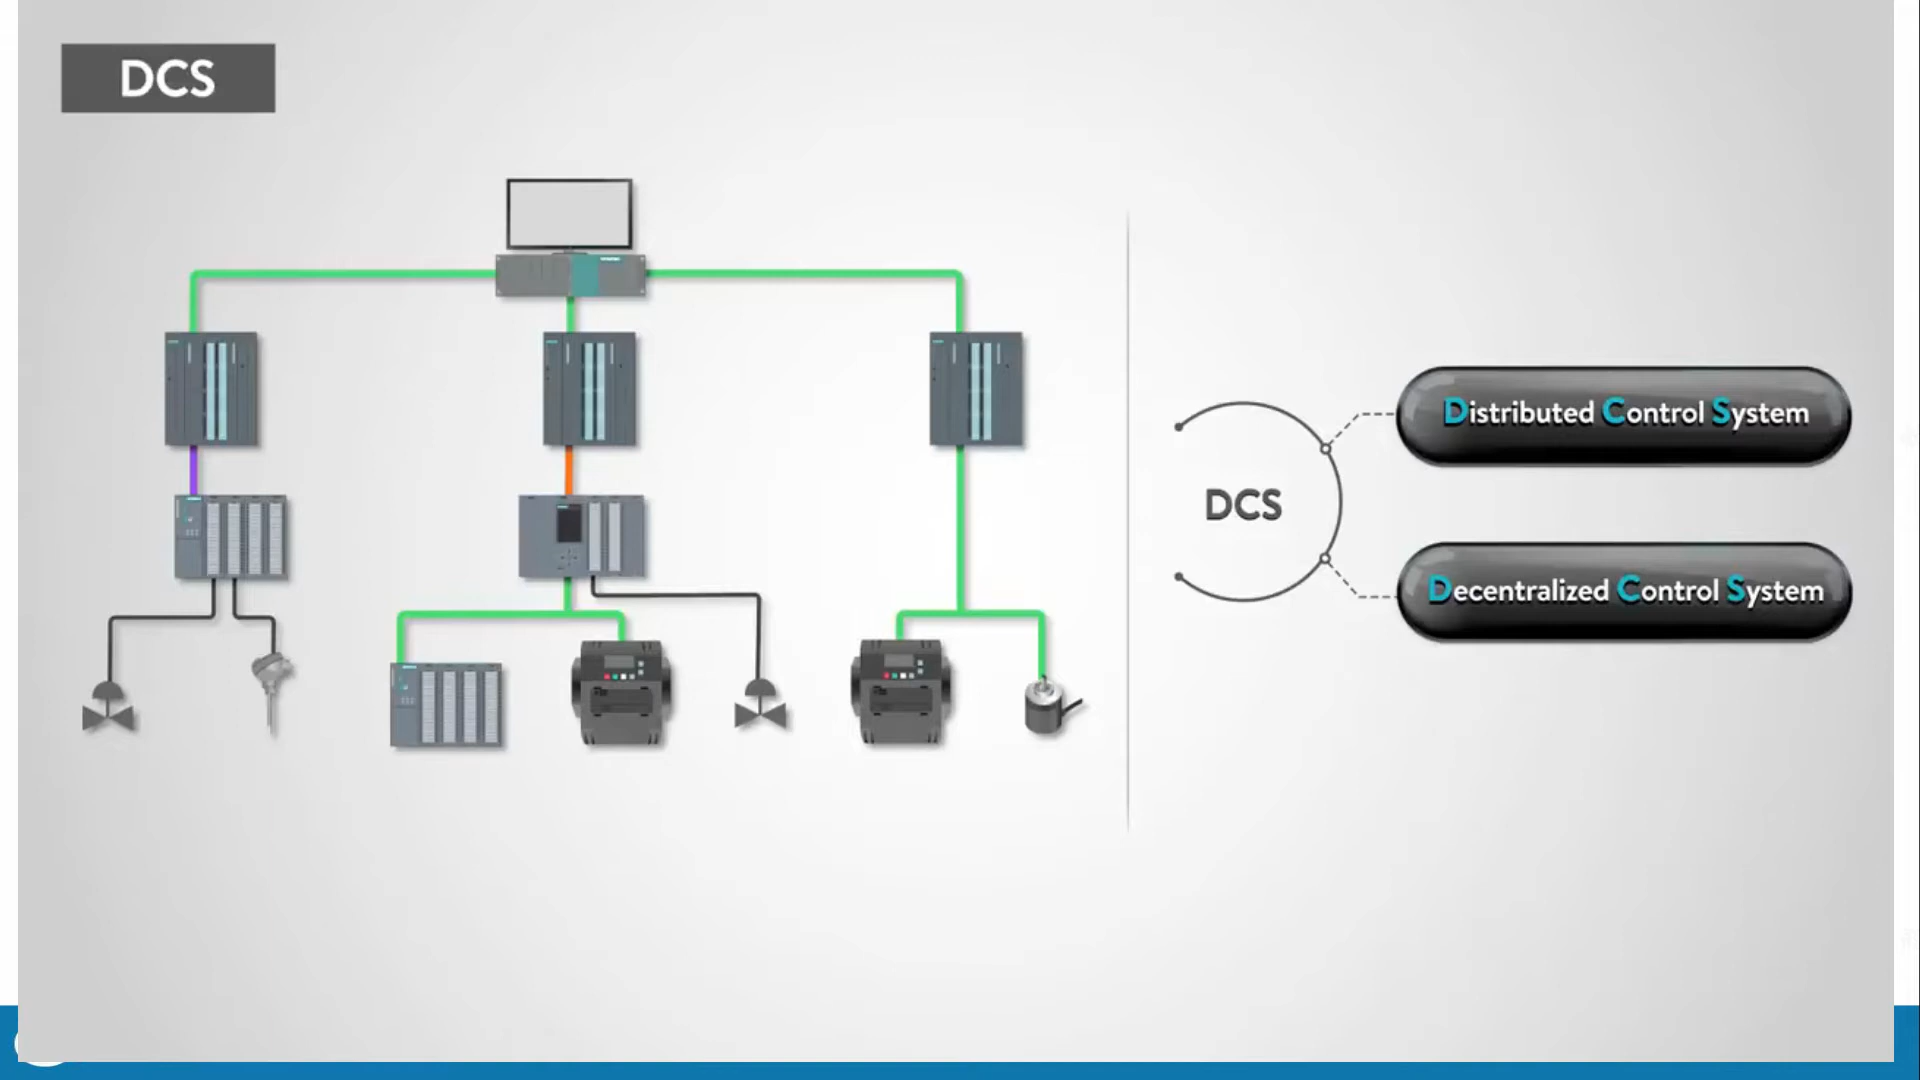 DCS
DCS
Distributed Control System
Decentralized Control System